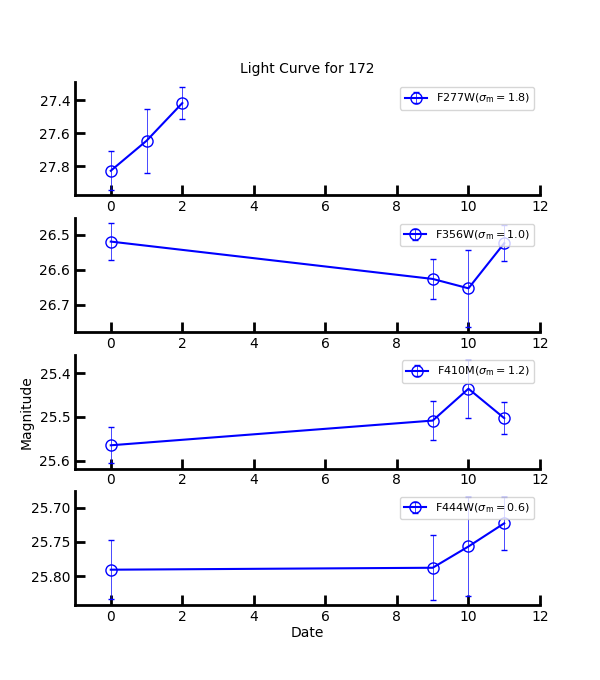 Light Curve for 172
27.4
27.6
27.8
F277W(σm = 1.8)
0 2 4 6 8 10 12
26.5
26.6
26.7
F356W(σm = 1.0)
0 2 4 6 8 10 12
25.4
25.5
25.6
F410M(σm = 1.2)
0 2 4 6 8 10 12
Magnitude
25.70
25.75
25.80
F444W(σm = 0.6)
0 2 4 6 8 10 12
Date